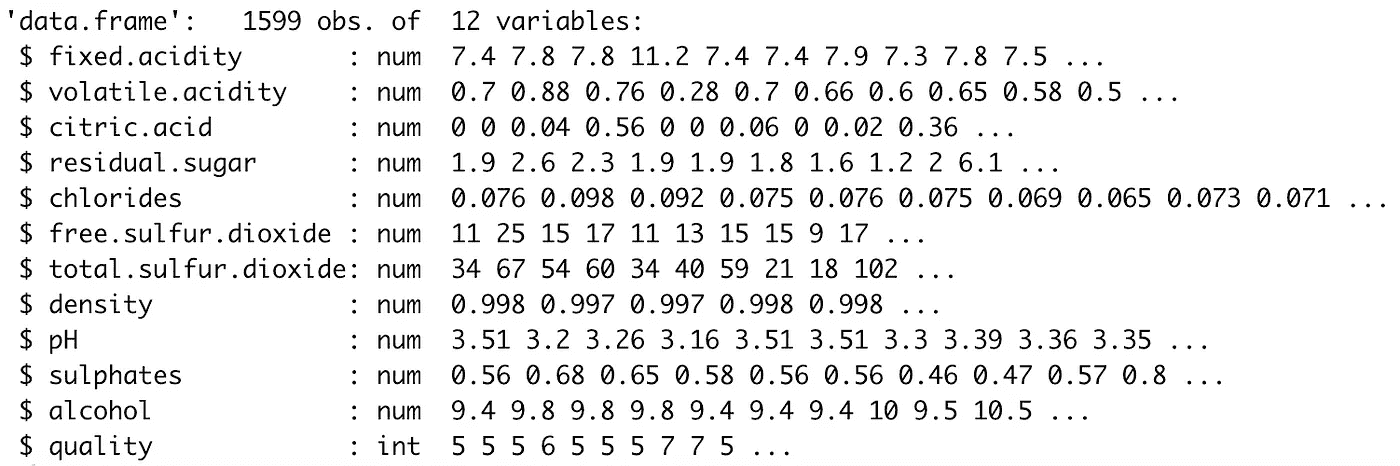 'data.frame':   1599 obs. of  12 variables:
 $ fixed.acidity       : num  7.4 7.8 7.8 11.2 7.4 7.4 7.9 7.3 7.8 7.5 ...
 $ volatile.acidity    : num  0.7 0.88 0.76 0.28 0.7 0.66 0.6 0.65 0.58 0.5 ...
 $ citric.acid         : num  0 0 0.04 0.56 0 0 0.06 0 0.02 0.36 ...
 $ residual.sugar      : num  1.9 2.6 2.3 1.9 1.9 1.8 1.6 1.2 2 6.1 ...
 $ chlorides           : num  0.076 0.098 0.092 0.075 0.076 0.075 0.069 0.065 0.073 0.071 ...
 $ free.sulfur.dioxide : num  11 25 15 17 11 13 15 15 9 17 ...
 $ total.sulfur.dioxide: num  34 67 54 60 34 40 59 21 18 102 ...
 $ density             : num  0.998 0.997 0.997 0.998 0.998 ...
 $ pH                  : num  3.51 3.2 3.26 3.16 3.51 3.51 3.3 3.39 3.36 3.35 ...
 $ sulphates           : num  0.56 0.68 0.65 0.58 0.56 0.56 0.46 0.47 0.57 0.8 ...
 $ alcohol             : num  9.4 9.8 9.8 9.8 9.4 9.4 9.4 10 9.5 10.5 ...
 $ quality             : int  5 5 5 6 5 5 5 7 7 5 ...